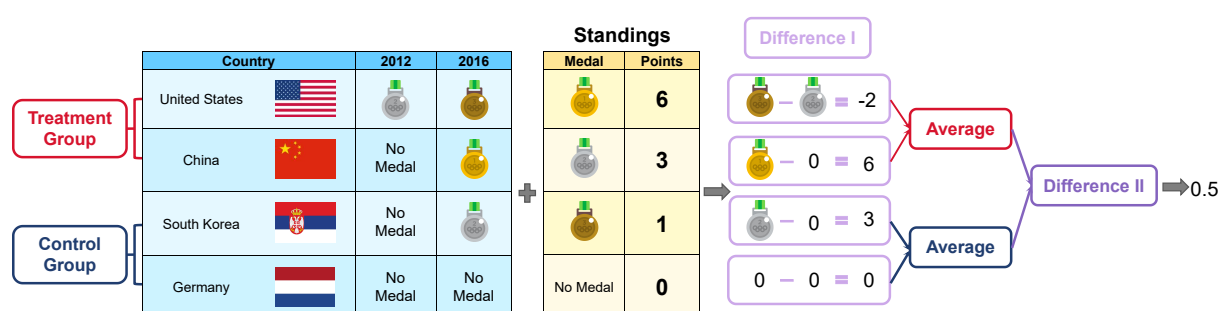 Standings
Difference I
Country 2012 2016
Medal Points
United States
6
-2
Treatment
Group
Average
China
No
Medal
3
0 = 6
Difference II
0.5
South Korea
No
Medal
1
0 = 3
Control
Group
Average
Germany
No
Medal
No
Medal
No Medal
0
0 − 0 = 0